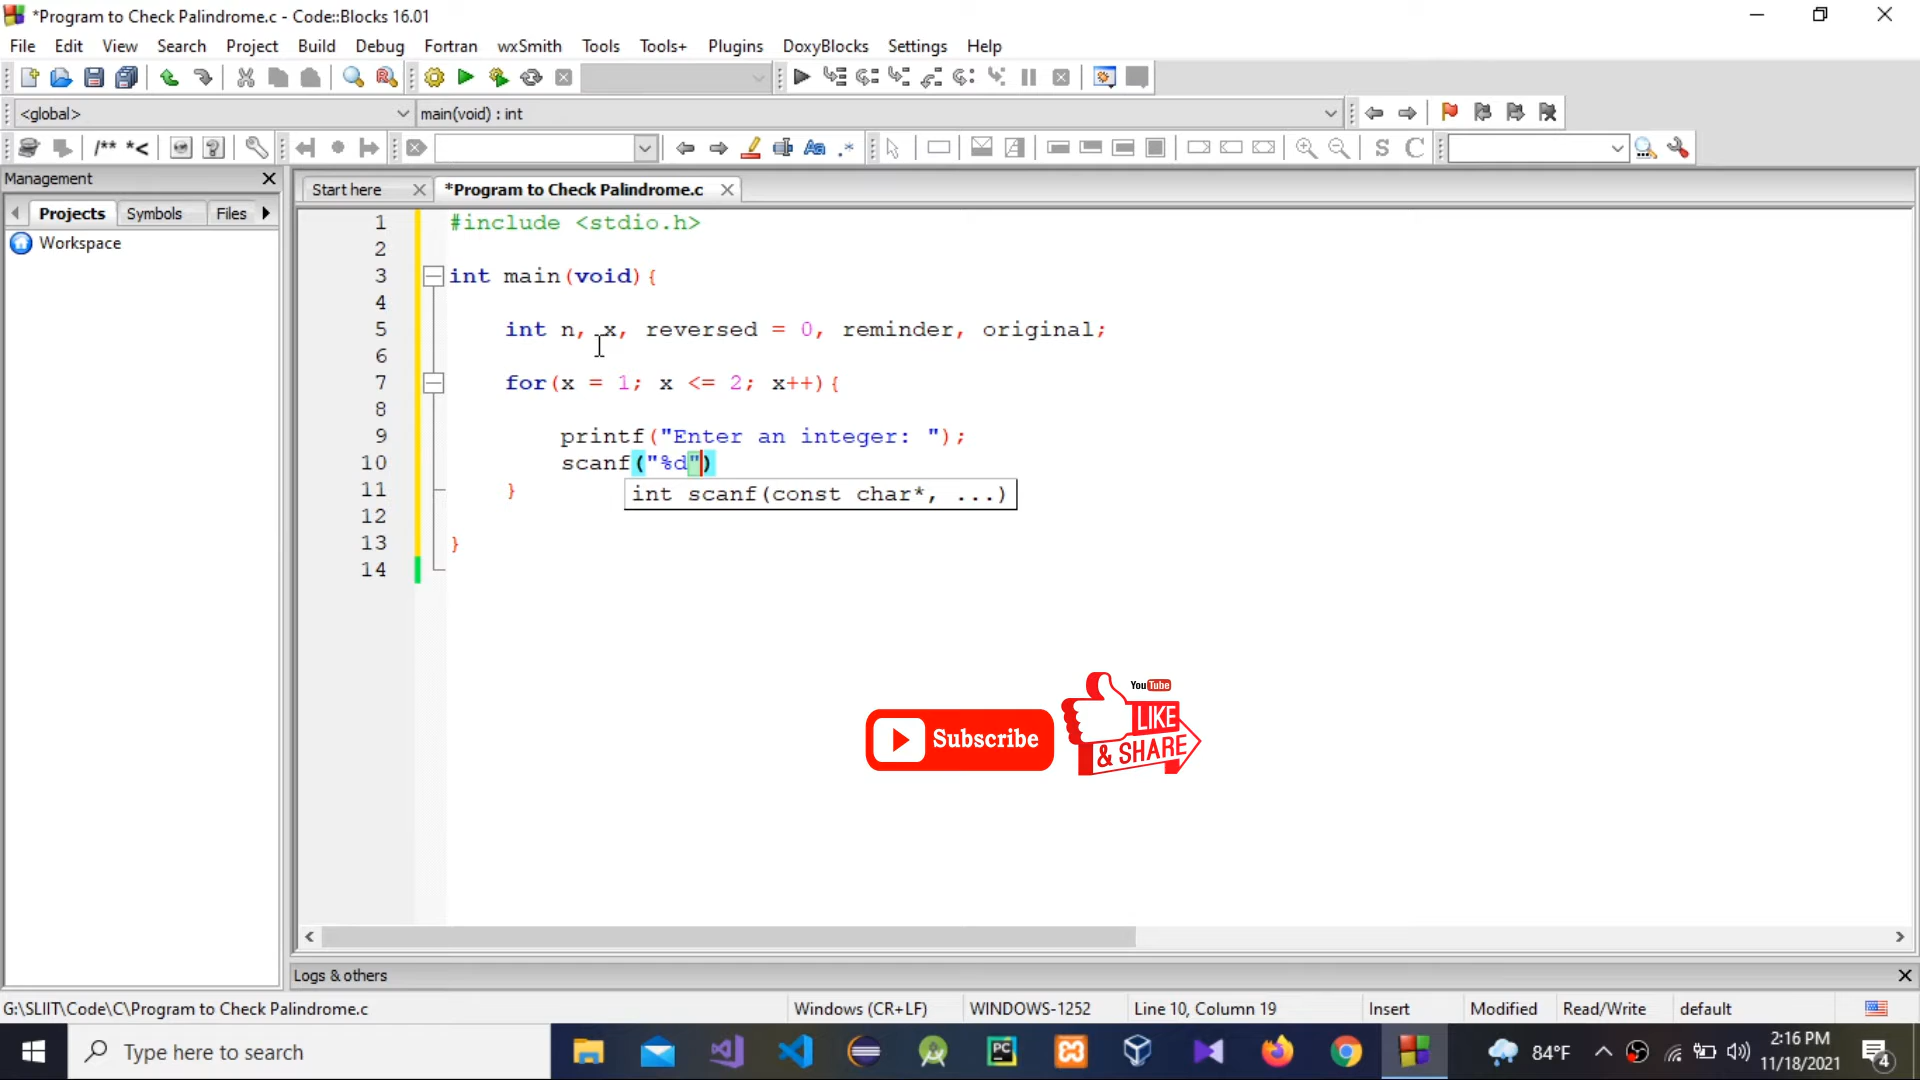 *Program to Check Palindrome.c - Code::Blocks 16.01
File Edit View Search Project Build Debug Fortran wxSmith Tools Tools+ Plugins DoxyBlocks Settings Help
<global> main(void) : int
/** *<
Management
Projects Symbols Files
Workspace
Start here *Program to Check Palindrome.c
1 #include <stdio.h>
2
3 int main(void){
4
5 int n, x, reversed = 0, reminder, original;
6
7 for(x = 1; x <= 2; x++){
8
9 printf("Enter an integer: ");
10 scanf("%d")
11 }
int scanf(const char*, ...)
12
13 }
14
YouTube
LIKE
& SHARE
Subscribe
Logs & others
G:\SLIIT\Code\C\Program to Check Palindrome.c Windows (CR+LF) WINDOWS-1252 Line 10, Column 19 Insert Modified Read/Write default
Type here to search 84°F 2:16 PM
11/18/2021
4